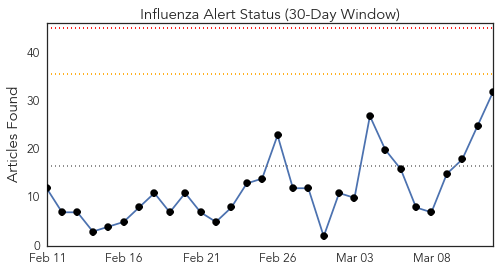 Influenza Alert Status (30-Day Window)
Articles Found
40
30
20
10
0
Feb 11 Feb 16 Feb 21 Feb 26 Mar 03 Mar 08